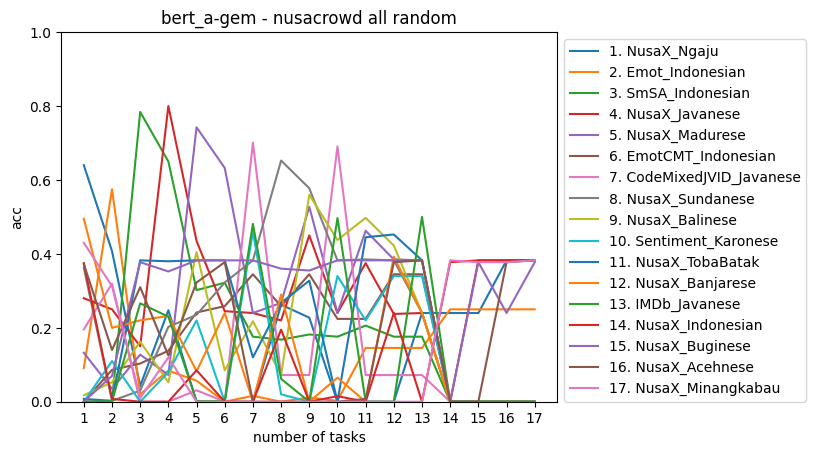 bert_a-gem - nusacrowd all random
acc
1.0
0.8
0.6
0.4
0.2
0.0
1 2 3 4 5 6 7 8 9 10 11 12 13 14 15 16 17
number of tasks
1. NusaX_Ngaju
2. Emot_Indonesian
3. SmSA_Indonesian
4. NusaX_Javanese
5. NusaX_Madurese
6. EmotCMT_Indonesian
7. CodeMixedJVID_Javanese
8. NusaX_Sundanese
9. NusaX_Balinese
10. Sentiment_Karonese
11. NusaX_TobaBatak
12. NusaX_Banjarese
13. IMDb_Javanese
14. NusaX_Indonesian
15. NusaX_Buginese
16. NusaX_Acehnese
17. NusaX_Minangkabau